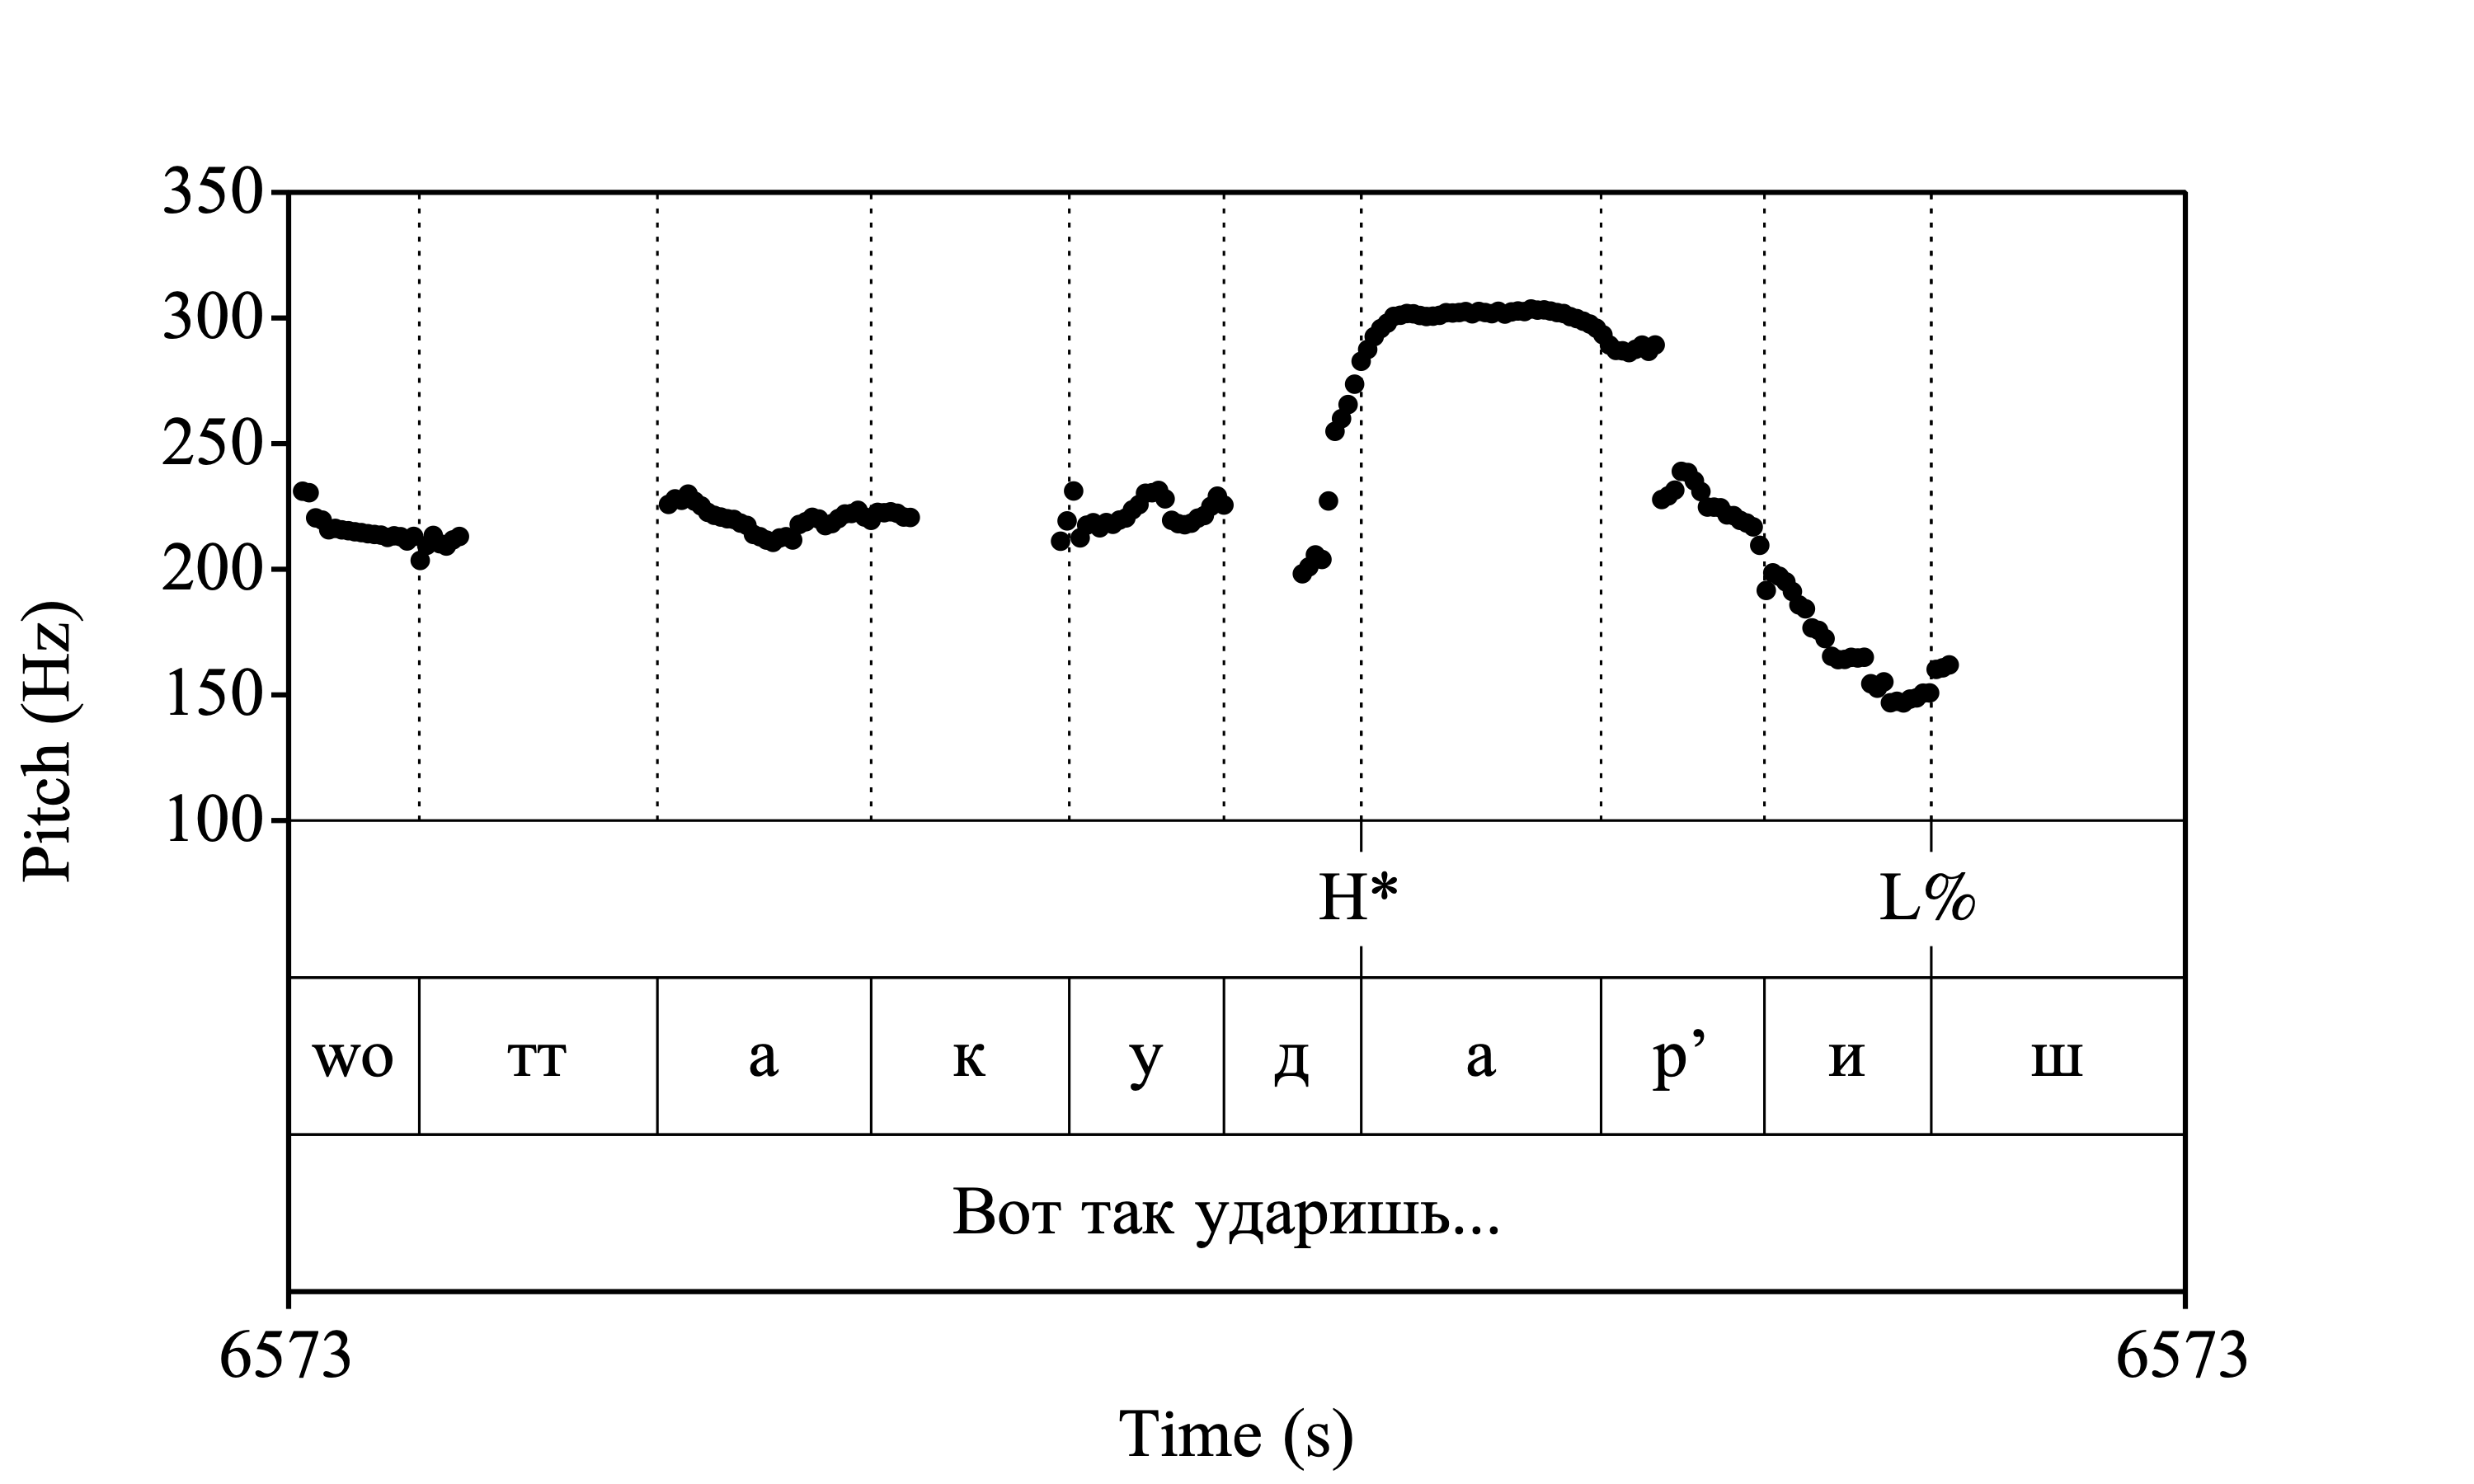 350
300
250
200
150
100
Pitch (Hz)
H* L%
wo тт а к у д а р’ и ш
Вот так ударишь...
6573 6573
Time (s)